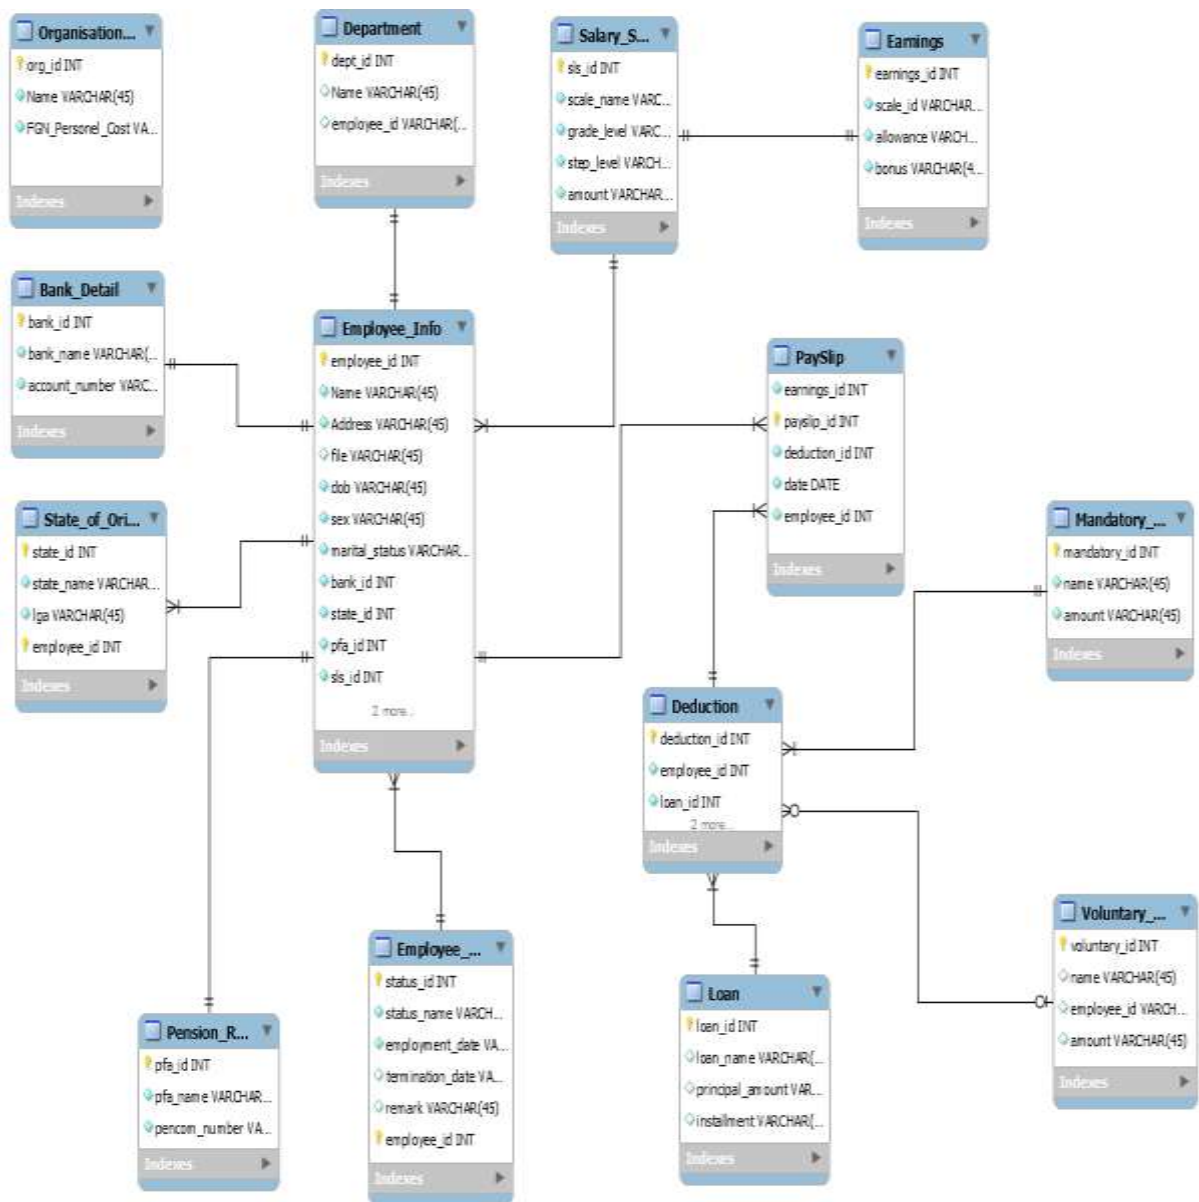 Organisation...
org_id INT
Name VARCHAR(45)
FGN_Personel_Cost VA...
Indexes
Department
dept_id INT
Name VARCHAR(45)
employee_id VARCHAR(...
Indexes
Salary_S...
sls_id INT
scale_name VARC...
grade_level VARC...
step_level VARCH...
amount VARCHAR...
Indexes
Earnings
earnings_id INT
scale_id VARCHAR...
allowance VARCH...
bonus VARCHAR(4...
Indexes
Bank_Detail
bank_id INT
bank_name VARCHAR(...
account_number VARC...
Indexes
Employee_Info
employee_id INT
Name VARCHAR(45)
Address VARCHAR(45)
file VARCHAR(45)
dob VARCHAR(45)
sex VARCHAR(45)
marital_status VARCHAR...
bank_id INT
state_id INT
pfa_id INT
sls_id INT
2 more...
Indexes
PaySlip
earnings_id INT
payslip_id INT
deduction_id INT
date DATE
employee_id INT
Indexes
State_of_Ori...
state_id INT
state_name VARCHAR...
lga VARCHAR(45)
employee_id INT
Indexes
Mandatory_...
mandatory_id INT
name VARCHAR(45)
amount VARCHAR(45)
Indexes
Deduction
deduction_id INT
employee_id INT
loan_id INT
2 more...
Indexes
Voluntary_...
voluntary_id INT
name VARCHAR(45)
employee_id VARCH...
amount VARCHAR(45)
Indexes
Employee_...
status_id INT
status_name VARCH...
employment_date VA...
termination_date VA...
remark VARCHAR(45)
employee_id INT
Indexes
Loan
loan_id INT
loan_name VARCHAR(...
principal_amount VAR...
installment VARCHAR(...
Indexes
Pension_R...
pfa_id INT
pfa_name VARCHAR...
pencom_number VA...
Indexes